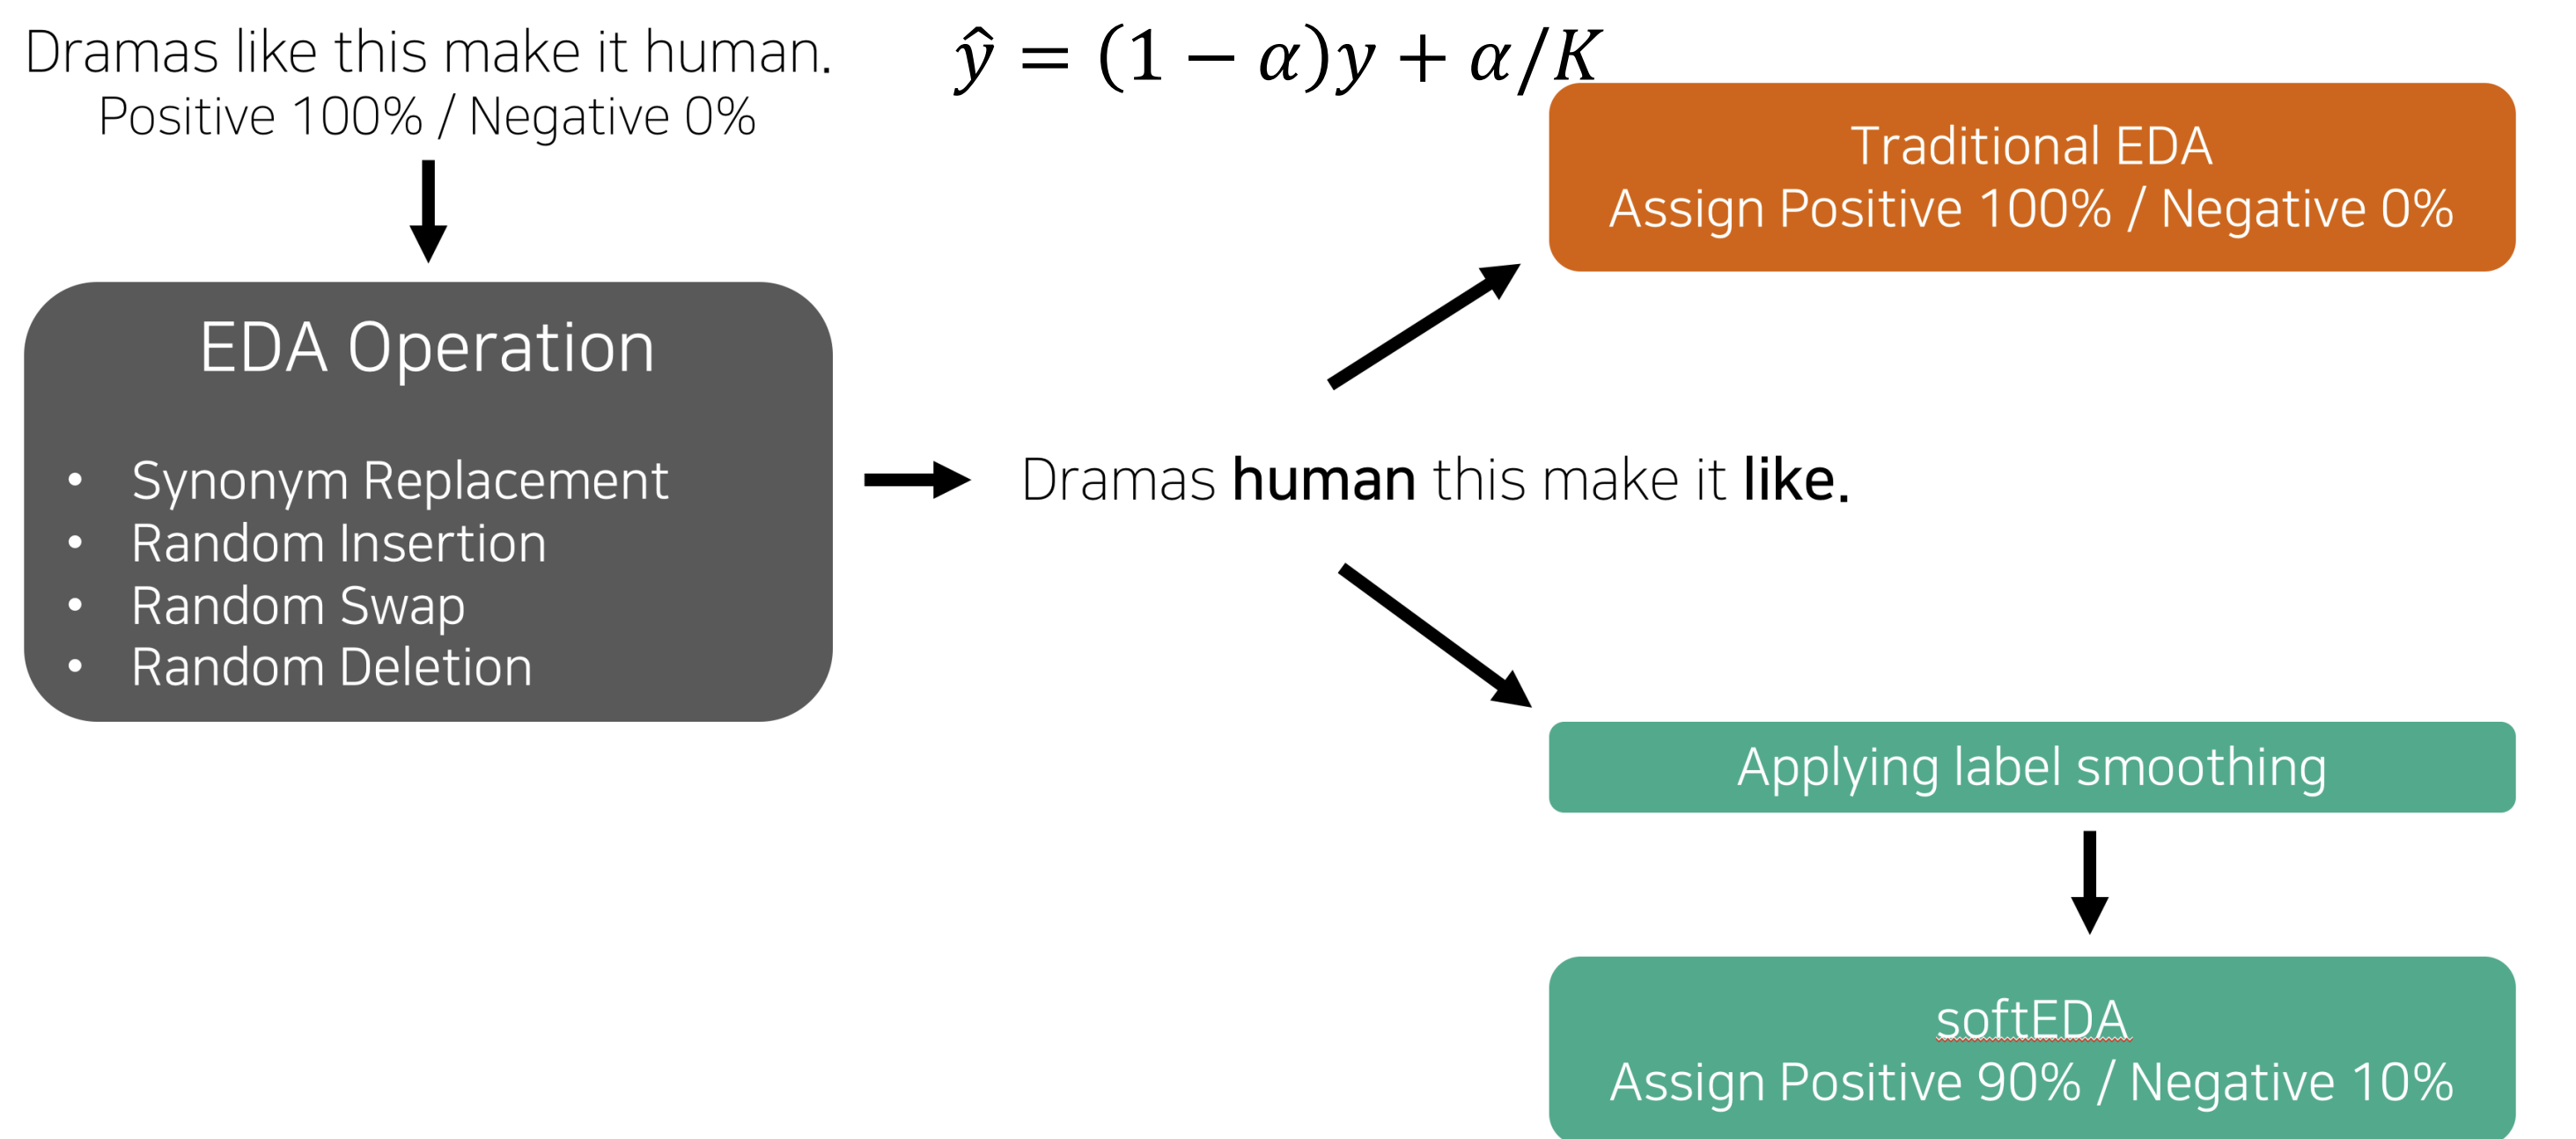 Dramas like this make it human.
Positive 100% / Negative 0%
ŷ = (1 − α)y + α/K
Traditional EDA
Assign Positive 100% / Negative 0%
EDA Operation
• Synonym Replacement
• Random Insertion
• Random Swap
• Random Deletion
Dramas human this make it like.
Applying label smoothing
softEDA
Assign Positive 90% / Negative 10%